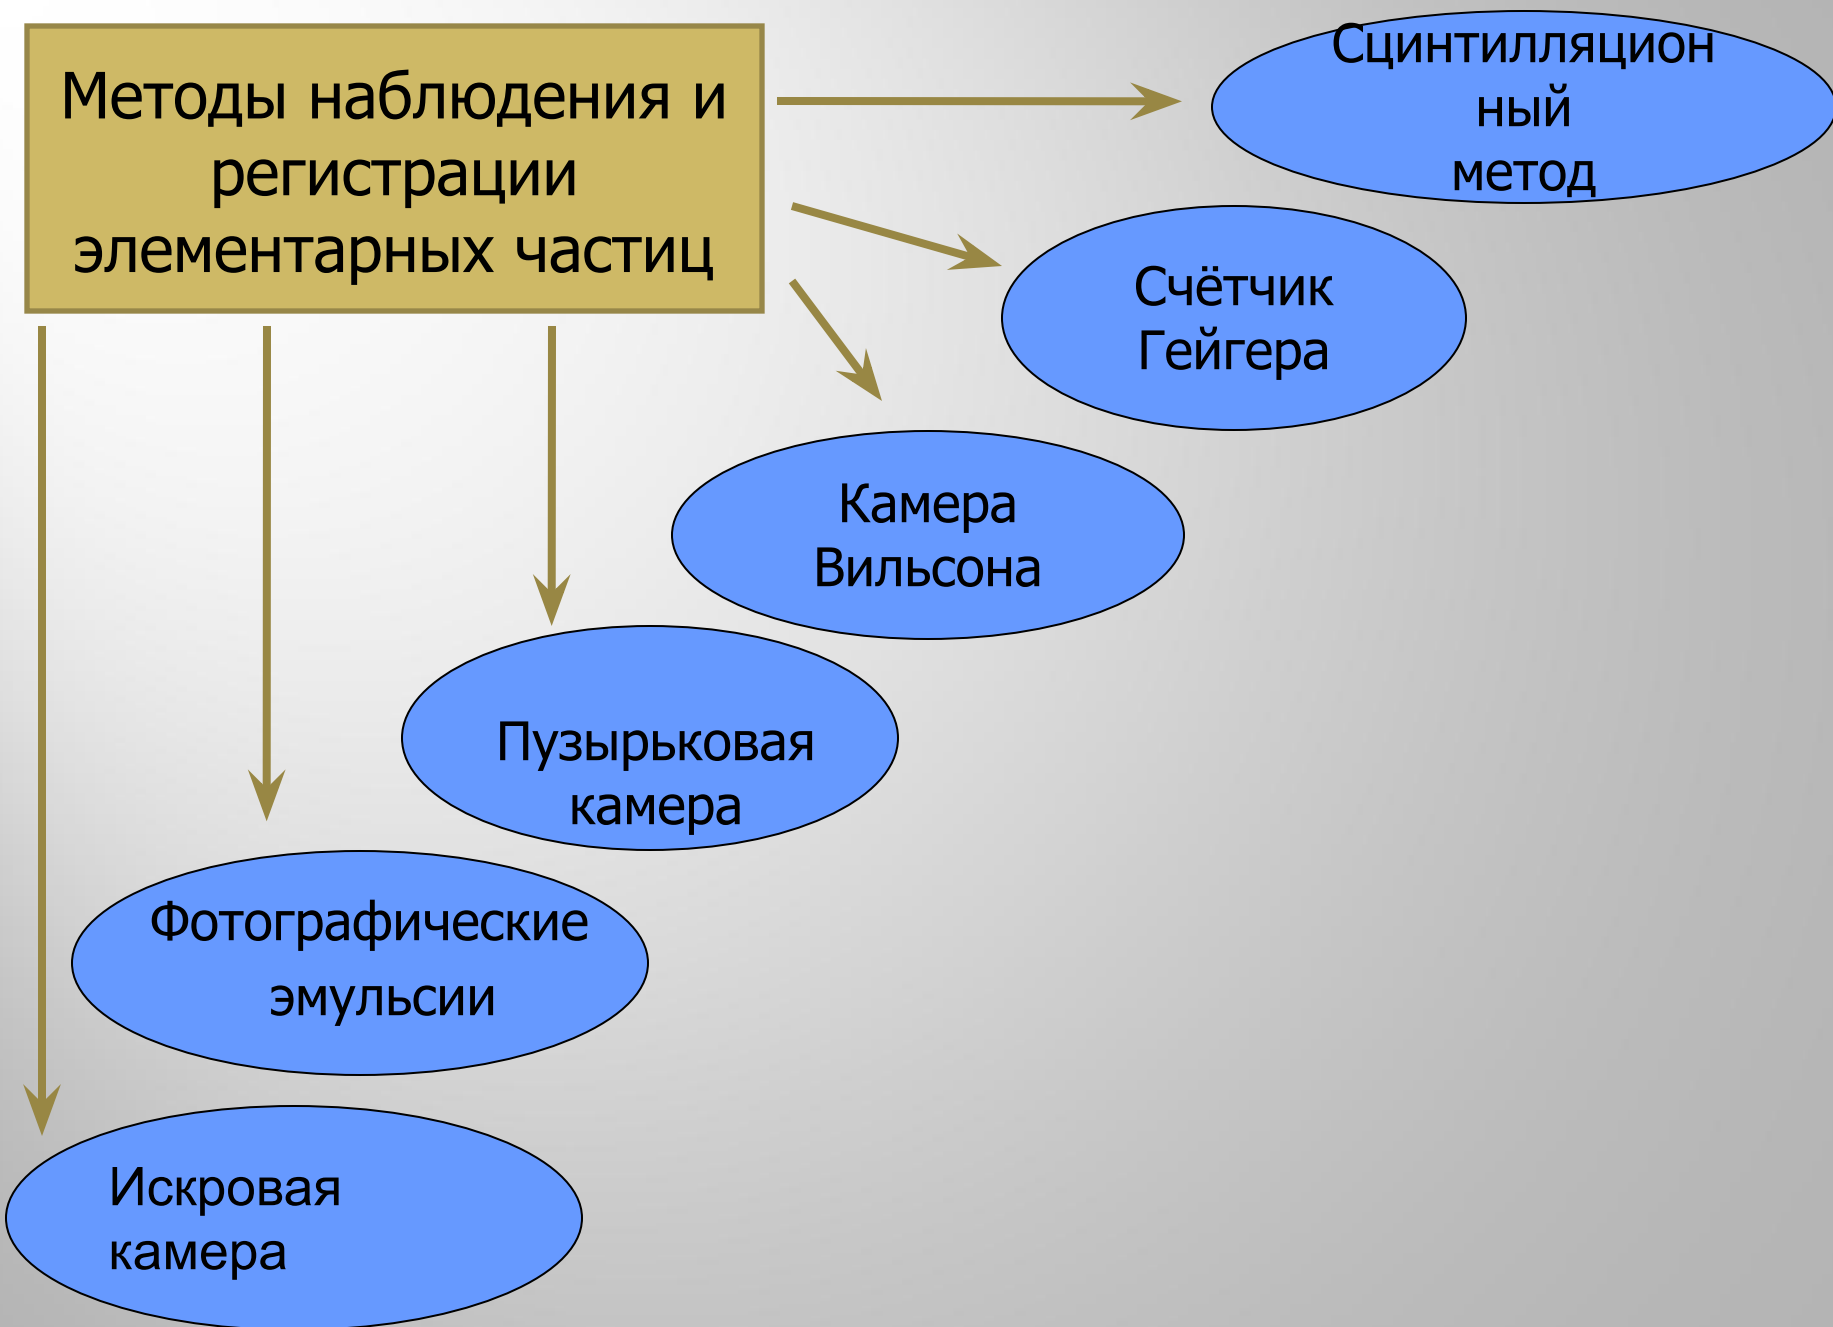 Методы наблюдения и
регистрации
элементарных частиц
Сцинтилляцион
ный
метод
Счётчик
Гейгера
Камера
Вильсона
Пузырьковая
камера
Фотографические
эмульсии
Искровая
камера